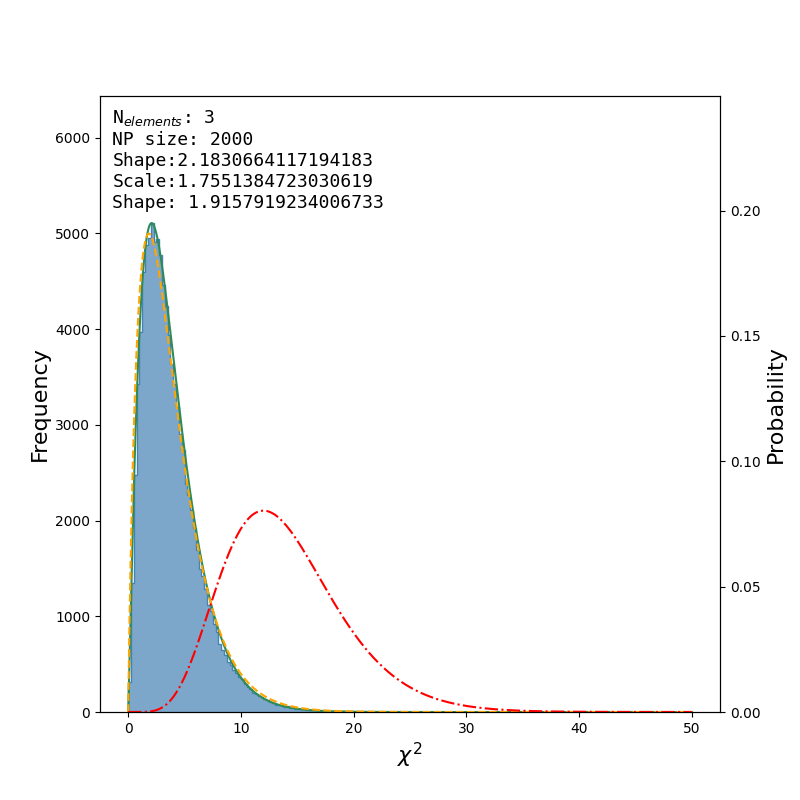 N_elements: 3
NP size: 2000
Shape:2.1830664117194183
Scale:1.7551384723030619
Shape: 1.9157919234006733
6000
5000
4000
3000
2000
1000
0
Frequency
0.20
0.15
0.10
0.05
0.00
Probability
0 10 20 30 40 50
χ²